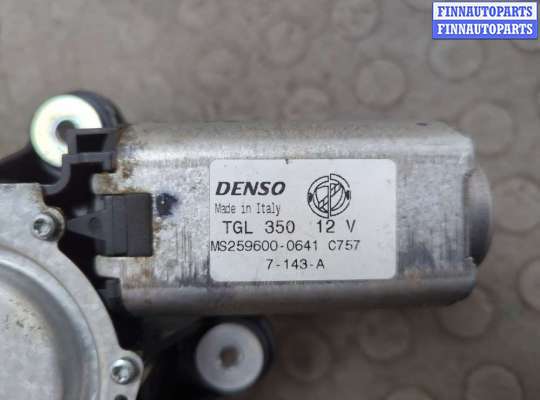 FINNAUTOPARTS
FINNAUTOPARTS
DENSO
Made in Italy
TGL 350 12 V
MS259600-0641 C757
7-143-A